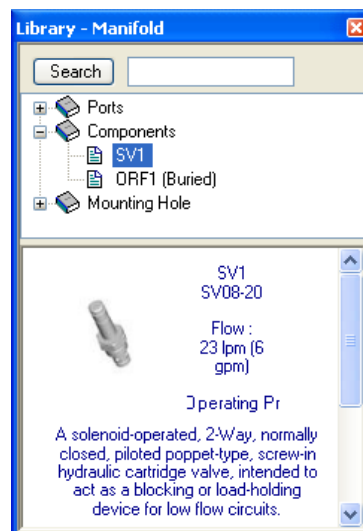 Library - Manifold
Search
Ports
Components
SV1
ORF1 (Buried)
Mounting Hole
SV1
SV08-20
Flow :
23 lpm (6
gpm)
Operating Pr
A solenoid-operated, 2-Way, normally
closed, piloted poppet-type, screw-in
hydraulic cartridge valve, intended to
act as a blocking or load-holding
device for low flow circuits.